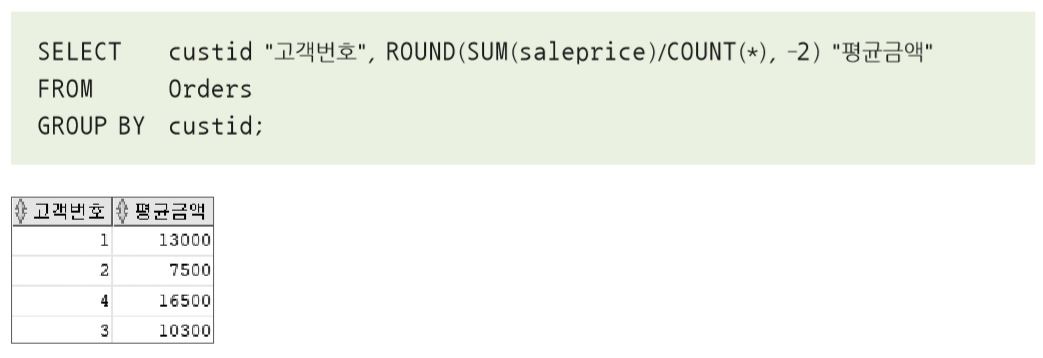 SELECT custid "고객번호", ROUND(SUM(saleprice)/COUNT(*), -2) "평균금액"
FROM Orders
GROUP BY custid;
고객번호 평균금액
1 13000
2 7500
4 16500
3 10300